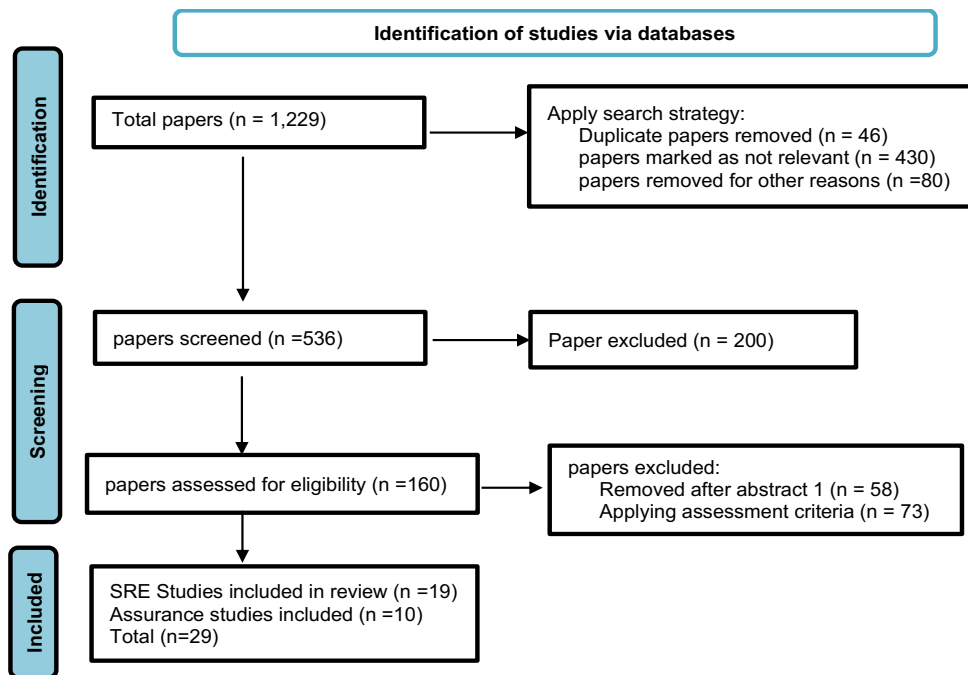 Identification of studies via databases
Identification
Total papers (n = 1,229)
Apply search strategy:
Duplicate papers removed (n = 46)
papers marked as not relevant (n = 430)
papers removed for other reasons (n =80)
Screening
papers screened (n =536)
Paper excluded (n = 200)
papers assessed for eligibility (n =160)
papers excluded:
Removed after abstract 1 (n = 58)
Applying assessment criteria (n = 73)
Included
SRE Studies included in review (n =19)
Assurance studies included (n =10)
Total (n=29)